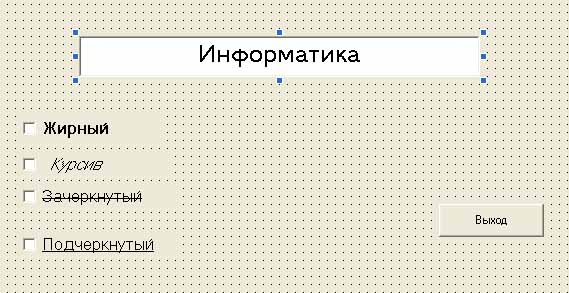 Информатика
Жирный
Курсив
Зачеркнутый
Выход
Подчеркнутый